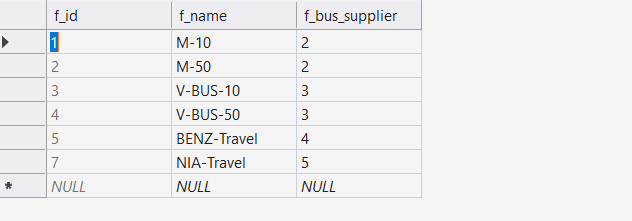 f_id f_name f_bus_supplier
1 M-10 2
2 M-50 2
3 V-BUS-10 3
4 V-BUS-50 3
5 BENZ-Travel 4
7 NIA-Travel 5
* NULL NULL NULL